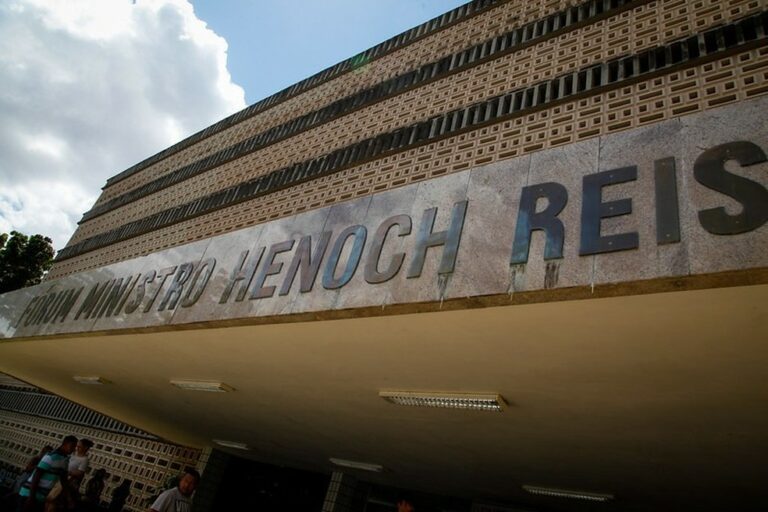 FÓRUM MINISTRO HENOCH REIS